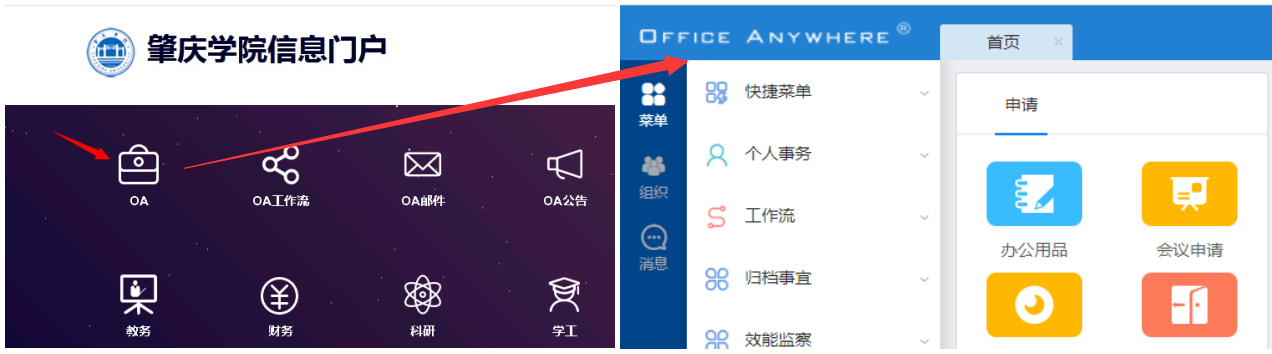 肇庆学院信息门户
OA
OA工作流
OA邮件
OA公告
教务
财务
科研
学工
OFFICE ANYWHERE®
首页 ×
菜单
组织
消息
快捷菜单
个人事务
工作流
归档事宜
效能监察
申请
办公用品
会议申请